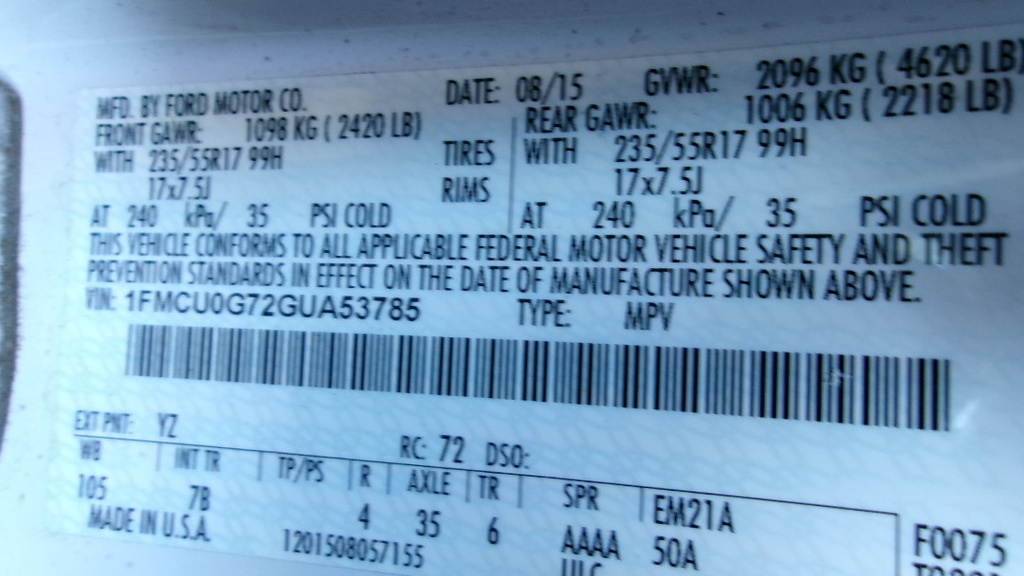 MFD. BY FORD MOTOR CO. DATE: 08/15 GVWR: 2096 KG ( 4620 LB)
FRONT GAWR: 1098 KG ( 2420 LB) REAR GAWR: 1006 KG ( 2218 LB)
WITH 235/55R17 99H TIRES WITH 235/55R17 99H
17x7.5J RIMS 17x7.5J
AT 240 kPa/ 35 PSI COLD AT 240 kPa/ 35 PSI COLD
THIS VEHICLE CONFORMS TO ALL APPLICABLE FEDERAL MOTOR VEHICLE SAFETY AND THEFT
PREVENTION STANDARDS IN EFFECT ON THE DATE OF MANUFACTURE SHOWN ABOVE.
VIN: 1FMCU0G72GUA53785 TYPE: MPV
EXT PNT: YZ RC: 72 DSO:
WB INT TR TP/PS R AXLE TR SPR EM21A
105 7B 4 35 6 AAAA 50A F0075
MADE IN U.S.A. 1201508057155